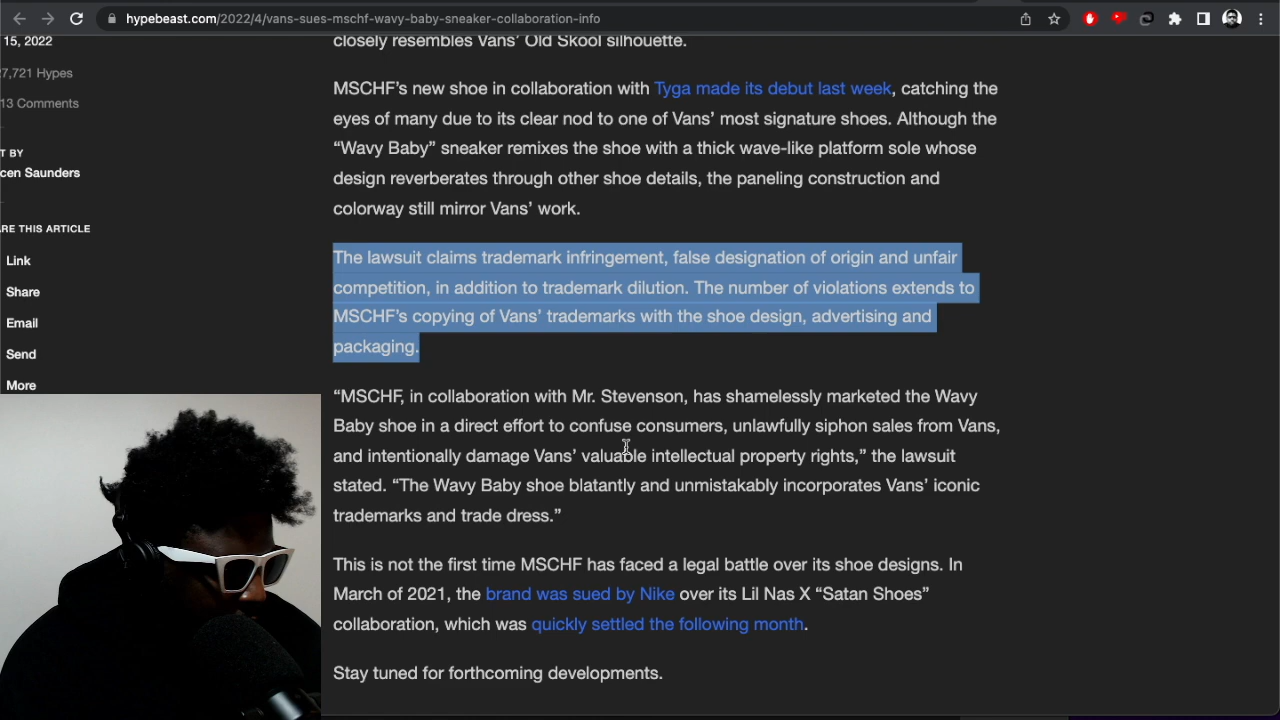 hypebeast.com/2022/4/vans-sues-mschf-wavy-baby-sneaker-collaboration-info
15, 2022
27,721 Hypes
13 Comments
T BY
cen Saunders
ARE THIS ARTICLE
Link
Share
Email
Send
More
closely resembles Vans’ Old Skool silhouette.
MSCHF’s new shoe in collaboration with Tyga made its debut last week, catching the
eyes of many due to its clear nod to one of Vans’ most signature shoes. Although the
“Wavy Baby” sneaker remixes the shoe with a thick wave-like platform sole whose
design reverberates through other shoe details, the paneling construction and
colorway still mirror Vans’ work.
The lawsuit claims trademark infringement, false designation of origin and unfair
competition, in addition to trademark dilution. The number of violations extends to
MSCHF’s copying of Vans’ trademarks with the shoe design, advertising and
packaging.
“MSCHF, in collaboration with Mr. Stevenson, has shamelessly marketed the Wavy
Baby shoe in a direct effort to confuse consumers, unlawfully siphon sales from Vans,
and intentionally damage Vans’ valuable intellectual property rights,” the lawsuit
stated. “The Wavy Baby shoe blatantly and unmistakably incorporates Vans’ iconic
trademarks and trade dress.”
This is not the first time MSCHF has faced a legal battle over its shoe designs. In
March of 2021, the brand was sued by Nike over its Lil Nas X “Satan Shoes”
collaboration, which was quickly settled the following month.
Stay tuned for forthcoming developments.